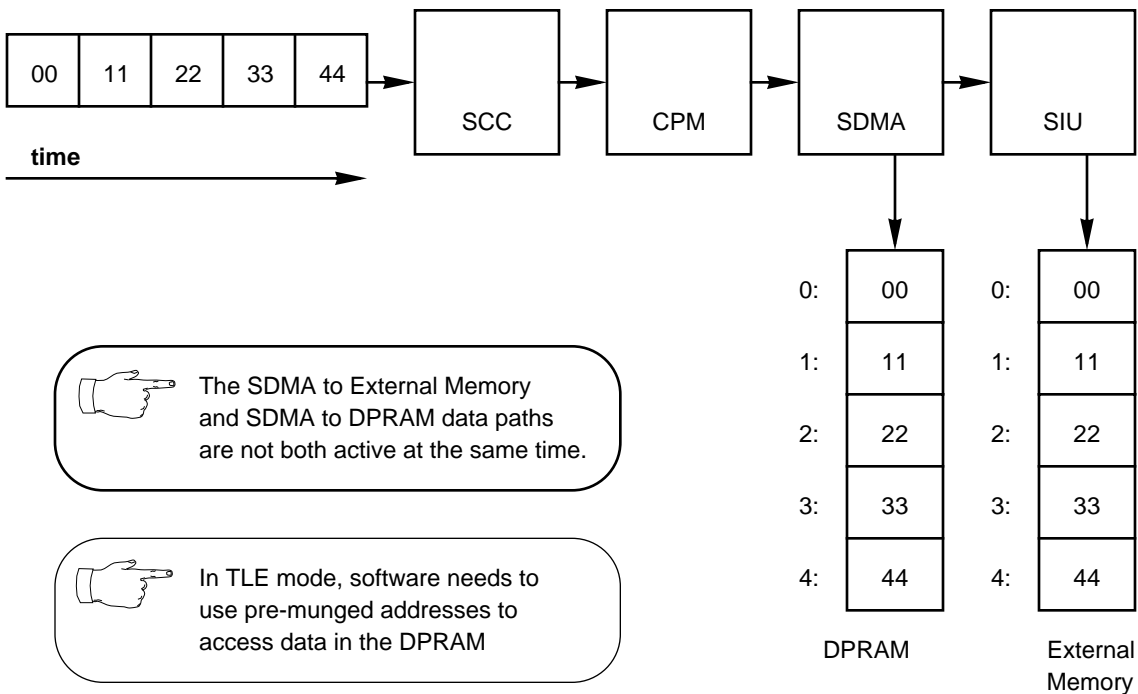 00 11 22 33 44
SCC CPM SDMA SIU
time
0: 00 0: 00
1: 11 1: 11
2: 22 2: 22
3: 33 3: 33
4: 44 4: 44
DPRAM External
Memory
The SDMA to External Memory
and SDMA to DPRAM data paths
are not both active at the same time.
In TLE mode, software needs to
use pre-munged addresses to
access data in the DPRAM